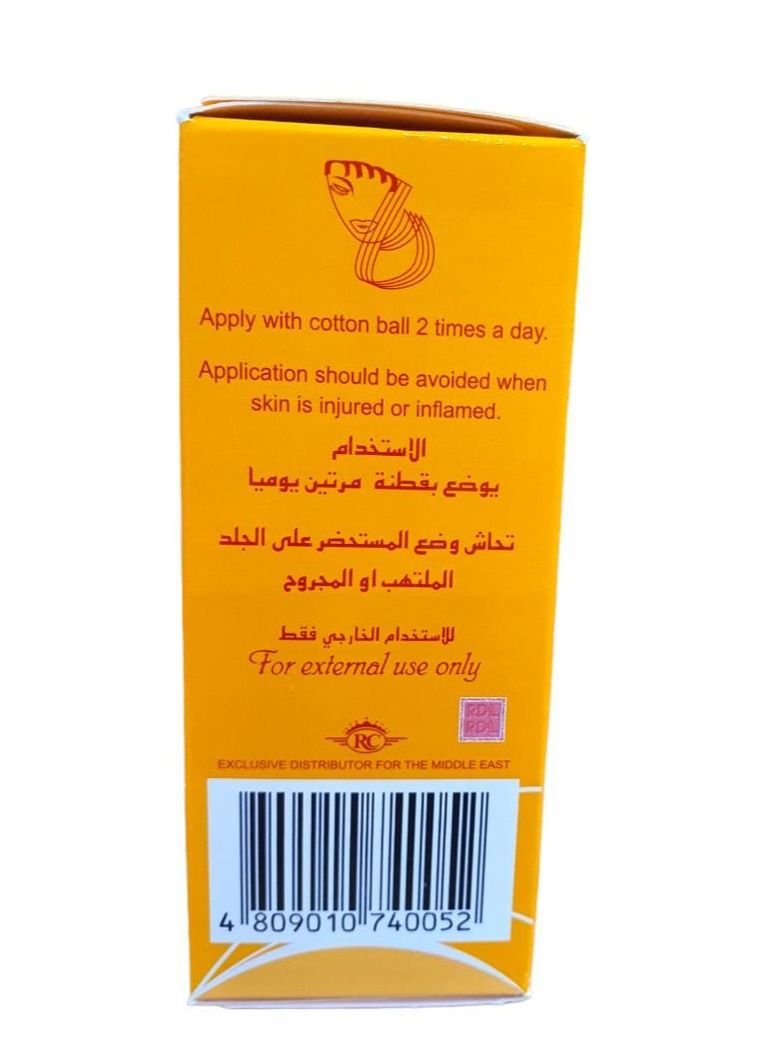 Apply with cotton ball 2 times a day.
Application should be avoided when
skin is injured or inflamed.
الاستخدام
يوضع بقطنة مرتين يوميا
تحاش وضع المستحضر على الجلد
الملتهب او المجروح
للاستخدام الخارجي فقط
For external use only
RDL
RDL
RC
EXCLUSIVE DISTRIBUTOR FOR THE MIDDLE EAST
4 809010 740052